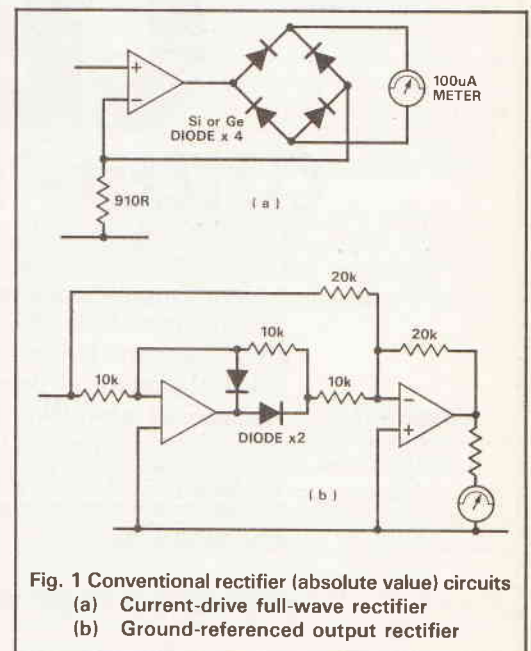 +
−
100uA
METER
Si or Ge
DIODE x 4
910R
( a )
20k
10k
20k
10k
10k
−
+
DIODE x2
( b )
Fig. 1 Conventional rectifier (absolute value) circuits
(a) Current-drive full-wave rectifier
(b) Ground-referenced output rectifier